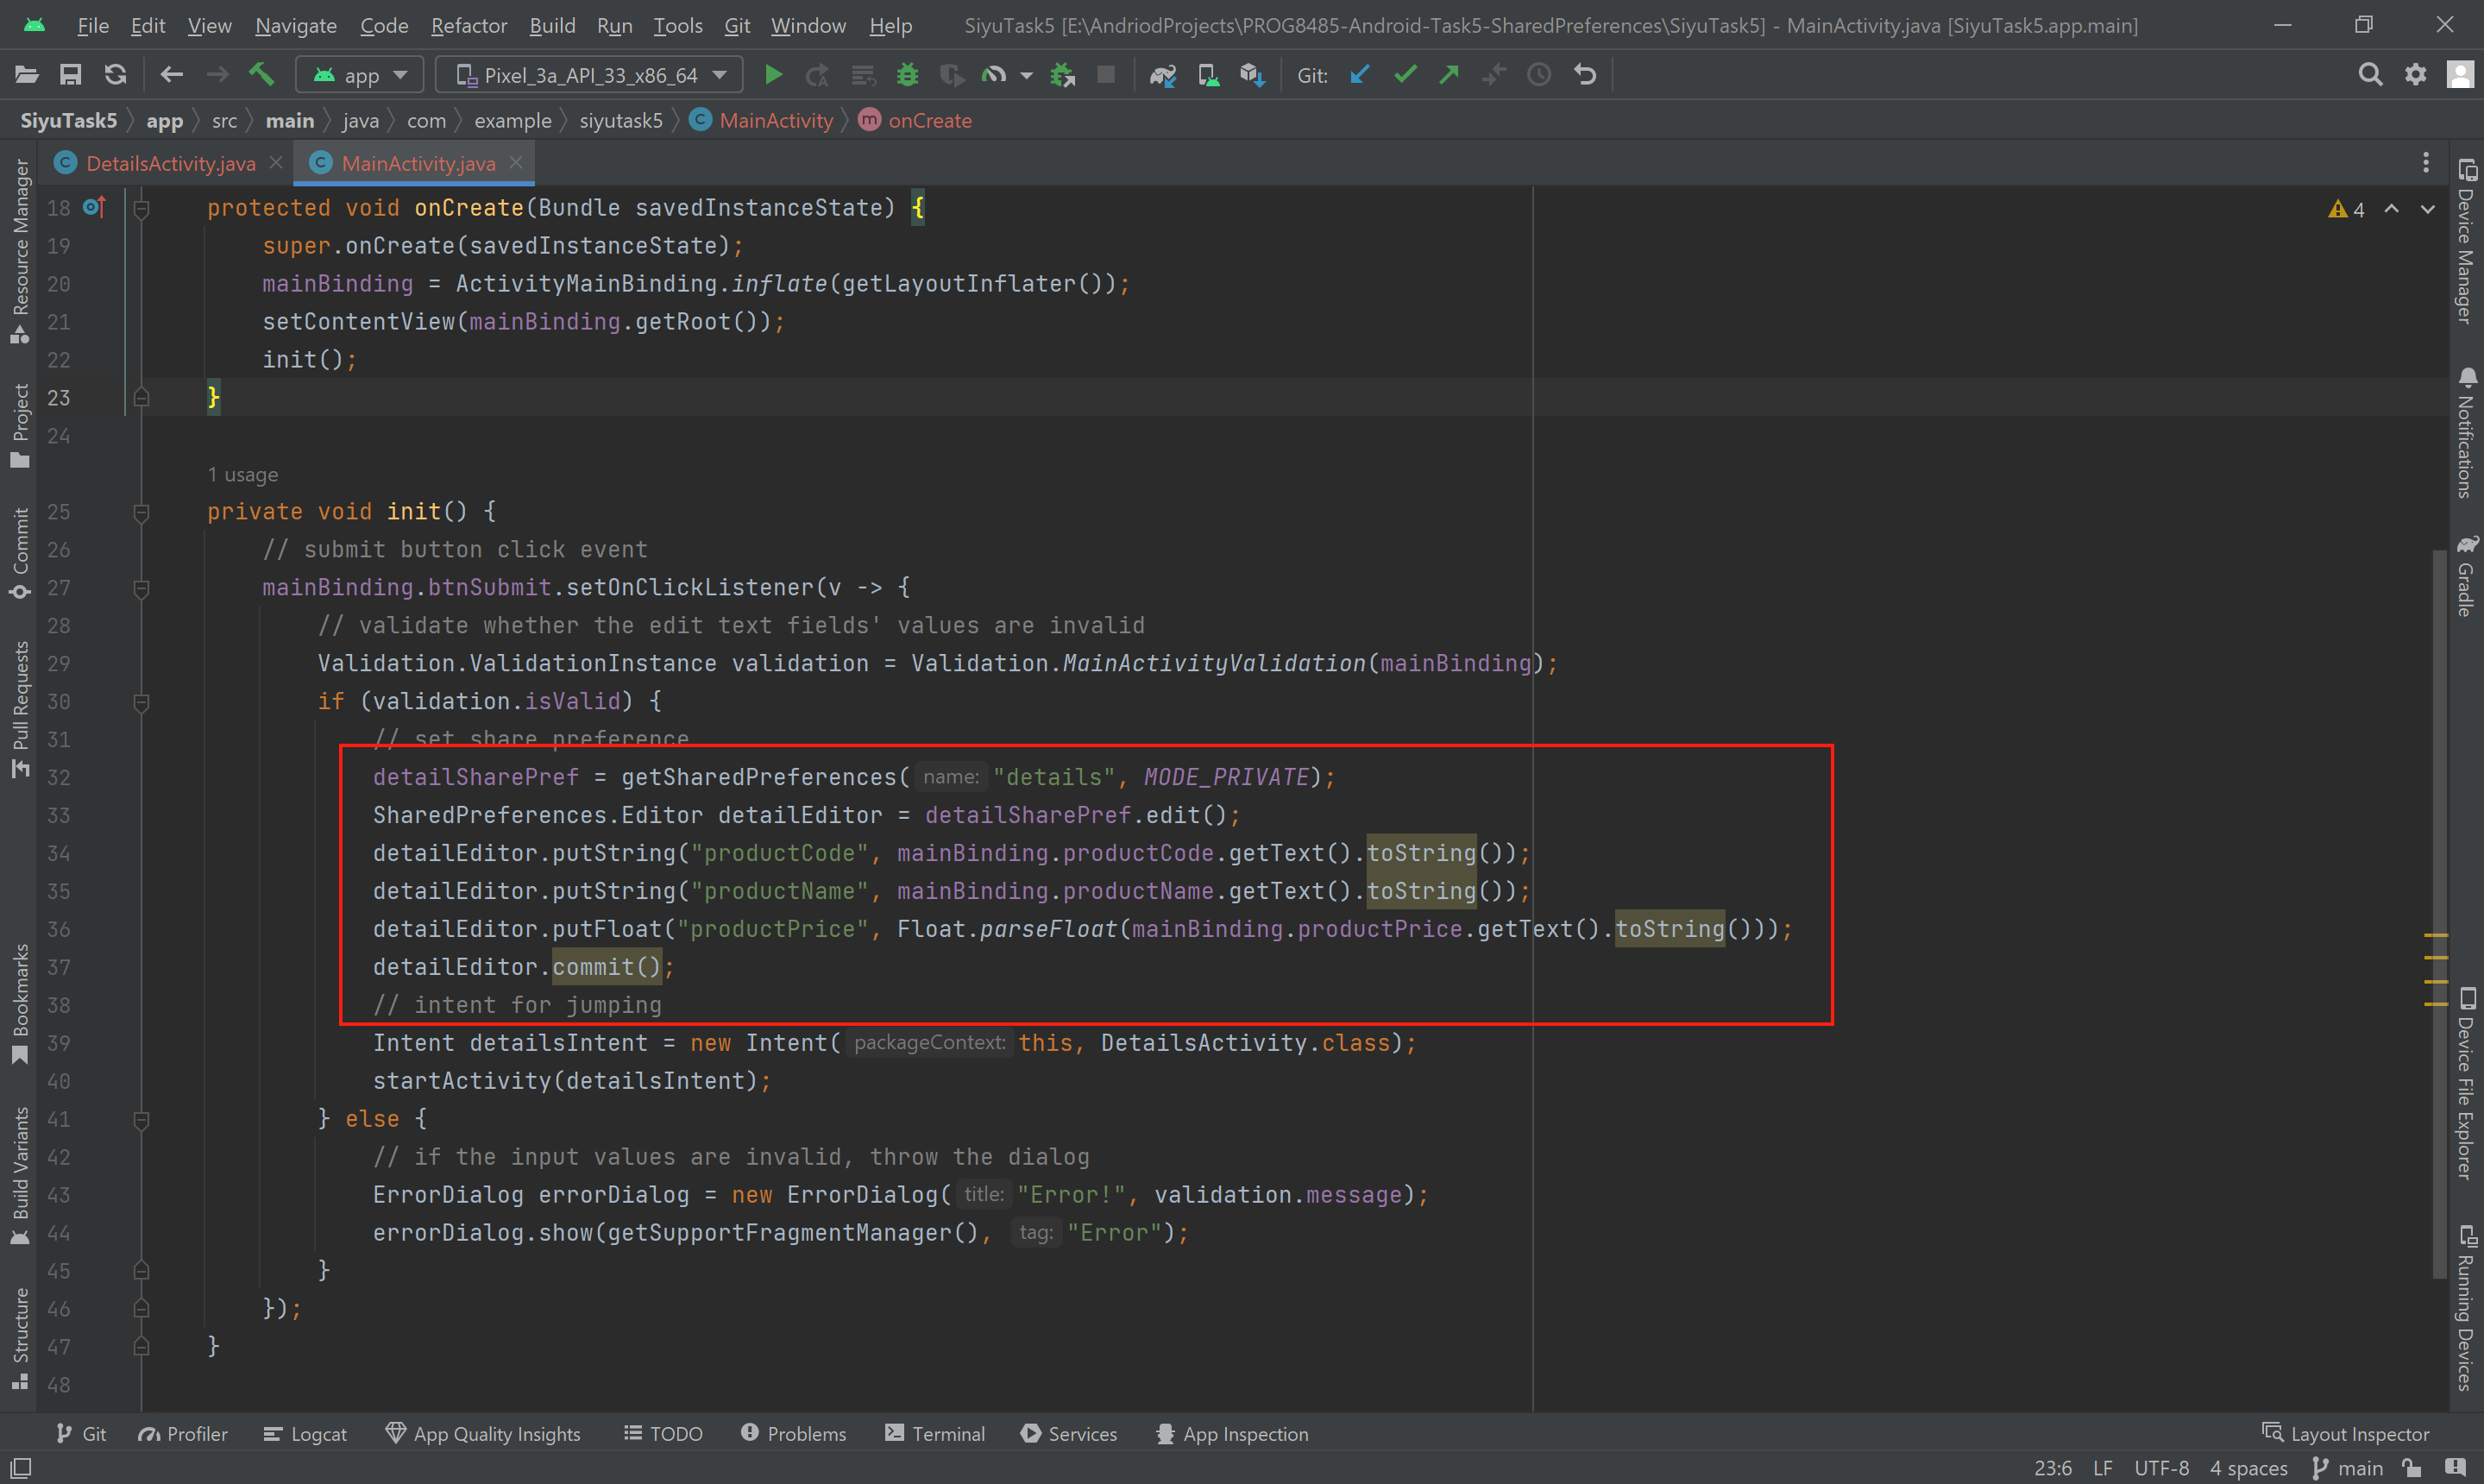 File Edit View Navigate Code Refactor Build Run Tools Git Window Help SiyuTask5 [E:\AndriodProjects\PROG8485-Android-Task5-SharedPreferences\SiyuTask5] - MainActivity.java [SiyuTask5.app.main]
app Pixel_3a_API_33_x86_64 Git:
SiyuTask5 app src main java com example siyutask5 MainActivity onCreate
DetailsActivity.java MainActivity.java
18 protected void onCreate(Bundle savedInstanceState) { 4
19 super.onCreate(savedInstanceState);
20 mainBinding = ActivityMainBinding.inflate(getLayoutInflater());
21 setContentView(mainBinding.getRoot());
22 init();
23 }
24
1 usage
25 private void init() {
26 // submit button click event
27 mainBinding.btnSubmit.setOnClickListener(v -> {
28 // validate whether the edit text fields' values are invalid
29 Validation.ValidationInstance validation = Validation.MainActivityValidation(mainBinding);
30 if (validation.isValid) {
31 // set share preference
32 detailSharePref = getSharedPreferences( name: "details", MODE_PRIVATE);
33 SharedPreferences.Editor detailEditor = detailSharePref.edit();
34 detailEditor.putString("productCode", mainBinding.productCode.getText().toString());
35 detailEditor.putString("productName", mainBinding.productName.getText().toString());
36 detailEditor.putFloat("productPrice", Float.parseFloat(mainBinding.productPrice.getText().toString()));
37 detailEditor.commit();
38 // intent for jumping
39 Intent detailsIntent = new Intent( packageContext: this, DetailsActivity.class);
40 startActivity(detailsIntent);
41 } else {
42 // if the input values are invalid, throw the dialog
43 ErrorDialog errorDialog = new ErrorDialog( title: "Error!", validation.message);
44 errorDialog.show(getSupportFragmentManager(), tag: "Error");
45 }
46 });
47 }
48
Resource Manager
Project
Commit
Pull Requests
Bookmarks
Build Variants
Structure
Device Manager
Notifications
Gradle
Device File Explorer
Running Devices
Git Profiler Logcat App Quality Insights TODO Problems Terminal Services App Inspection Layout Inspector
23:6 LF UTF-8 4 spaces main